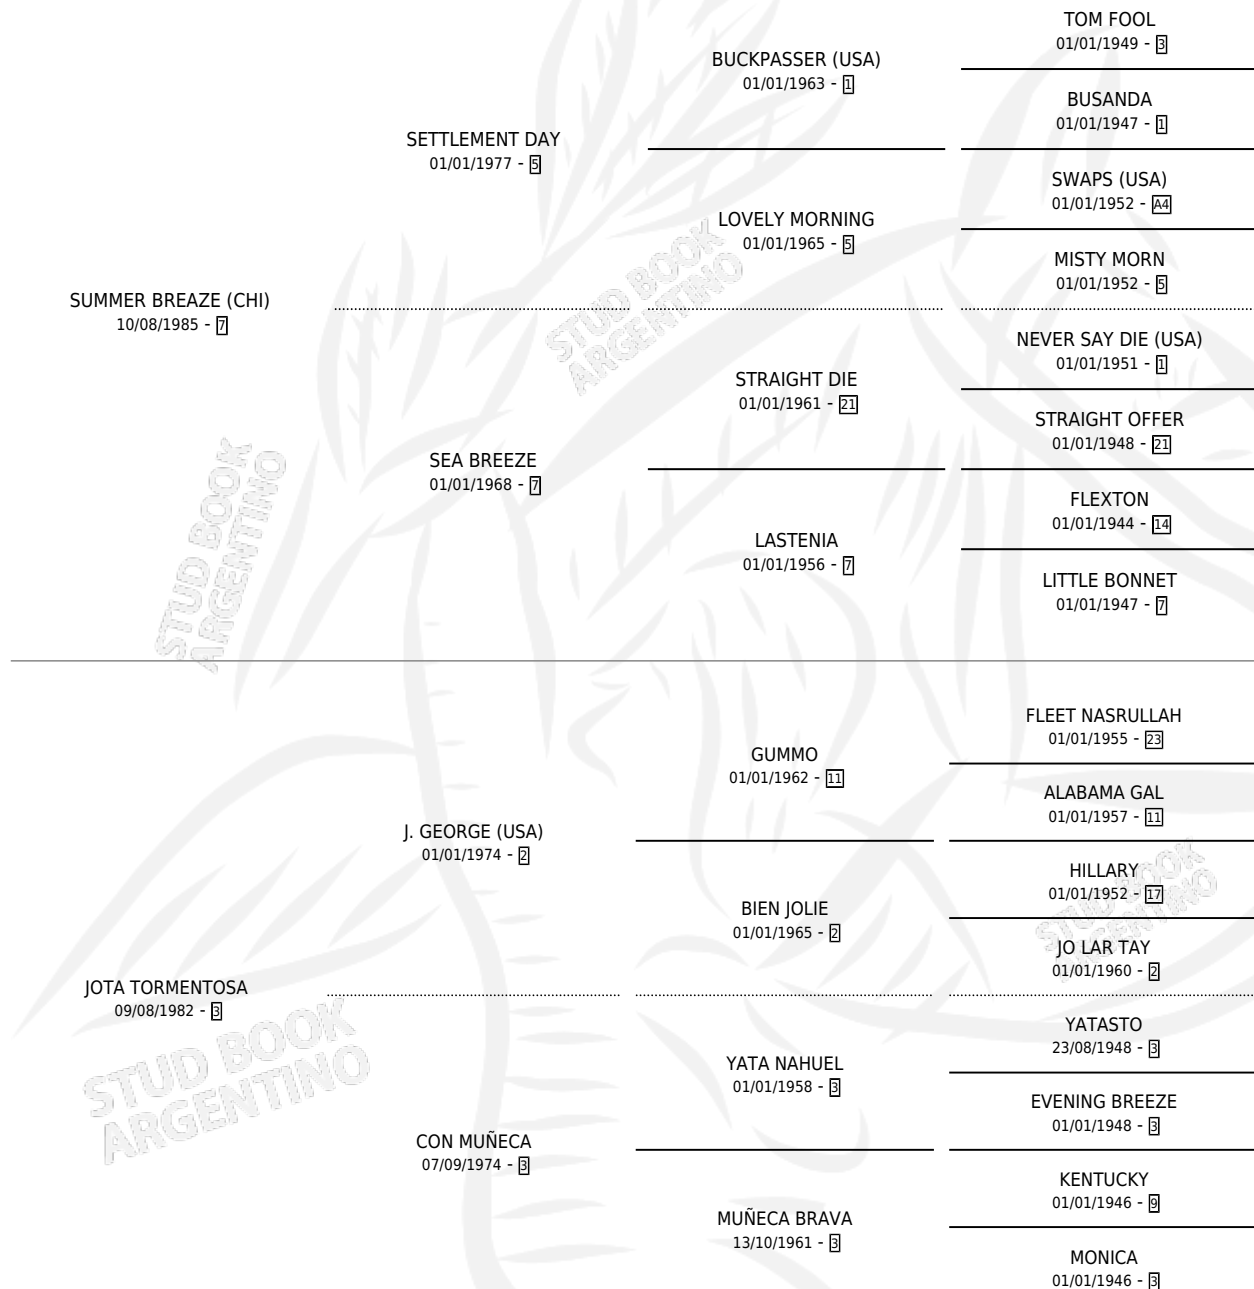 TOM FOOL
01/01/1949 - 3
BUCKPASSER (USA)
01/01/1963 - 1
BUSANDA
01/01/1947 - 1
SETTLEMENT DAY
01/01/1977 - 5
SWAPS (USA)
01/01/1952 - A4
LOVELY MORNING
01/01/1965 - 5
MISTY MORN
01/01/1952 - 5
SUMMER BREAZE (CHI)
10/08/1985 - 7
NEVER SAY DIE (USA)
01/01/1951 - 1
STRAIGHT DIE
01/01/1961 - 21
STRAIGHT OFFER
01/01/1948 - 21
SEA BREEZE
01/01/1968 - 7
FLEXTON
01/01/1944 - 14
LASTENIA
01/01/1956 - 7
LITTLE BONNET
01/01/1947 - 7
FLEET NASRULLAH
01/01/1955 - 23
GUMMO
01/01/1962 - 11
ALABAMA GAL
01/01/1957 - 11
J. GEORGE (USA)
01/01/1974 - 2
HILLARY
01/01/1952 - 17
BIEN JOLIE
01/01/1965 - 2
JO LAR TAY
01/01/1960 - 2
JOTA TORMENTOSA
09/08/1982 - 3
YATASTO
23/08/1948 - 3
YATA NAHUEL
01/01/1958 - 3
EVENING BREEZE
01/01/1948 - 3
CON MUÑECA
07/09/1974 - 3
KENTUCKY
01/01/1946 - 9
MUÑECA BRAVA
13/10/1961 - 3
MONICA
01/01/1946 - 3
STUD BOOK
ARGENTINO
STUD BOOK
ARGENTINO
STUD BOOK
ARGENTINO
STUD BOOK
ARGENTINO